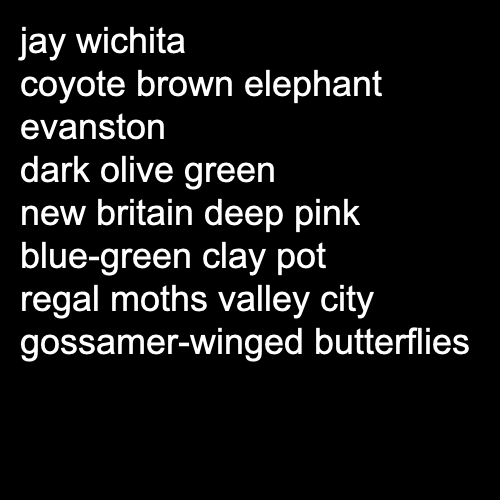 jay wichita
coyote brown elephant
evanston
dark olive green
new britain deep pink
blue-green clay pot
regal moths valley city
gossamer-winged butterflies